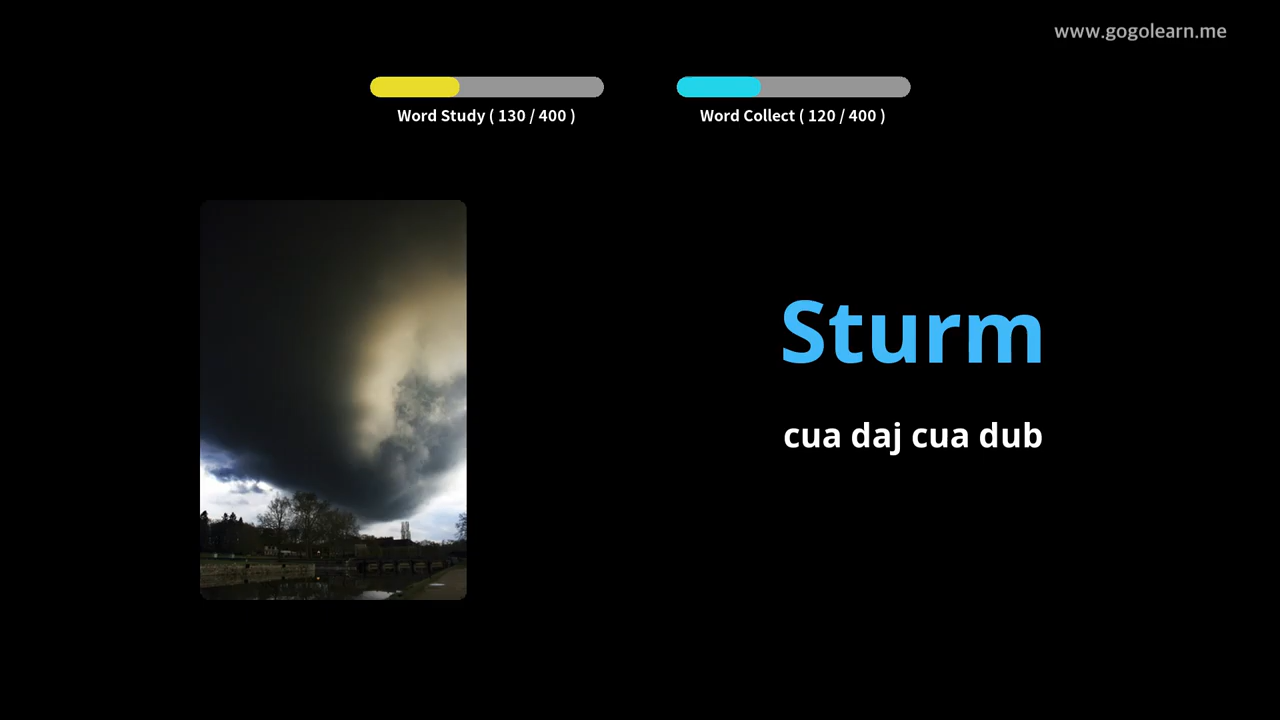 www.gogolearn.me
Word Study ( 130 / 400 )
Word Collect ( 120 / 400 )
Sturm
cua daj cua dub